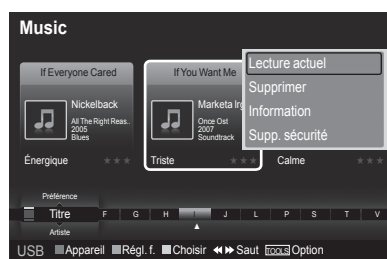 Music
If Everyone Cared
If You Want Me
Lecture actuel
Supprimer
Information
Supp. sécurité
Nickelback
All The Right Reas..
2005
Blues
Marketa Irg
Once Ost
2007
Soundtrack
Énergique
Triste
Calme
Préférence
Titre F G H I J L P S T V
Artiste
USB Appareil Régl. f. Choisir Saut TOOLS Option